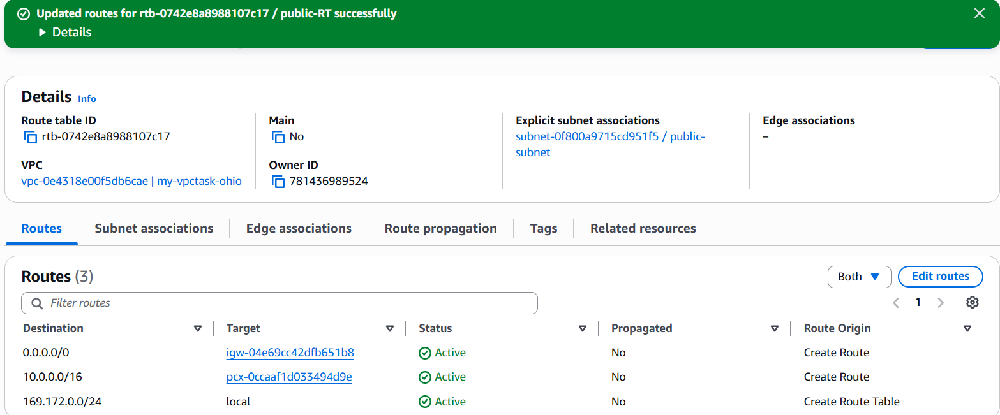 Updated routes for rtb-0742e8a8988107c17 / public-RT successfully
Details
Details Info
Route table ID
rtb-0742e8a8988107c17
Main
No
Explicit subnet associations
subnet-0f800a9715cd951f5 / public-
subnet
Edge associations
–
VPC
vpc-0e4318e00f5db6cae | my-vpctask-ohio
Owner ID
781436989524
Routes Subnet associations Edge associations Route propagation Tags Related resources
Routes (3)
Both
Edit routes
Filter routes
1
Destination Target Status Propagated Route Origin
0.0.0.0/0 igw-04e69cc42dfb651b8 Active No Create Route
10.0.0.0/16 pcx-0ccaaf1d033494d9e Active No Create Route
169.172.0.0/24 local Active No Create Route Table